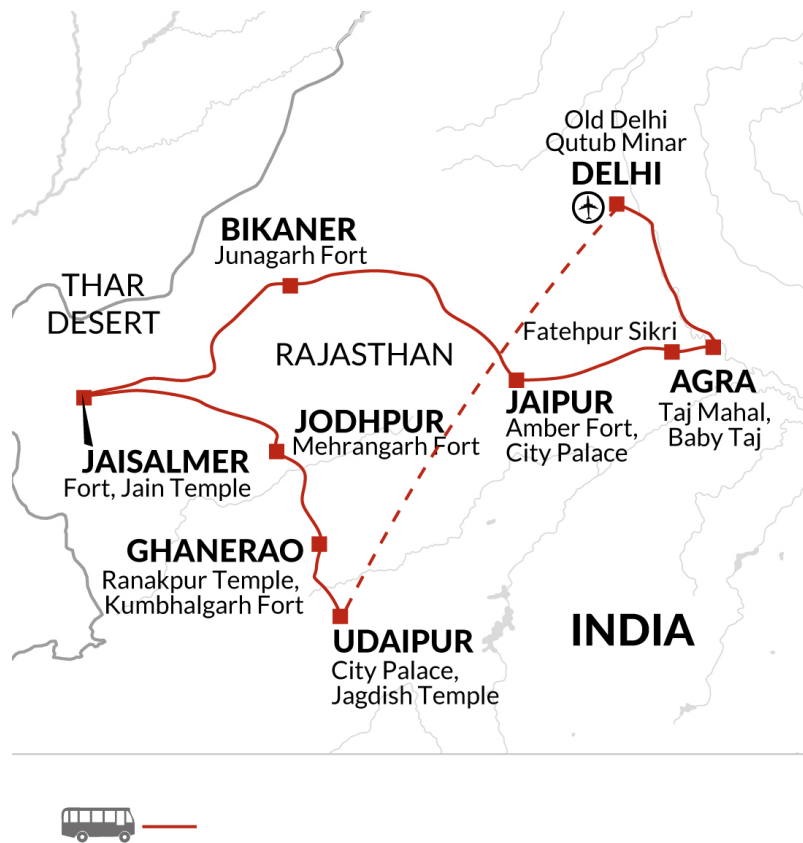 Old Delhi
Qutub Minar
DELHI
BIKANER
Junagarh Fort
THAR
DESERT
Fatehpur Sikri
RAJASTHAN
AGRA
Taj Mahal,
Baby Taj
JAIPUR
Amber Fort,
City Palace
JODHPUR
Mehrangarh Fort
JAISALMER
Fort, Jain Temple
GHANERAO
Ranakpur Temple,
Kumbhalgarh Fort
INDIA
UDAIPUR
City Palace,
Jagdish Temple